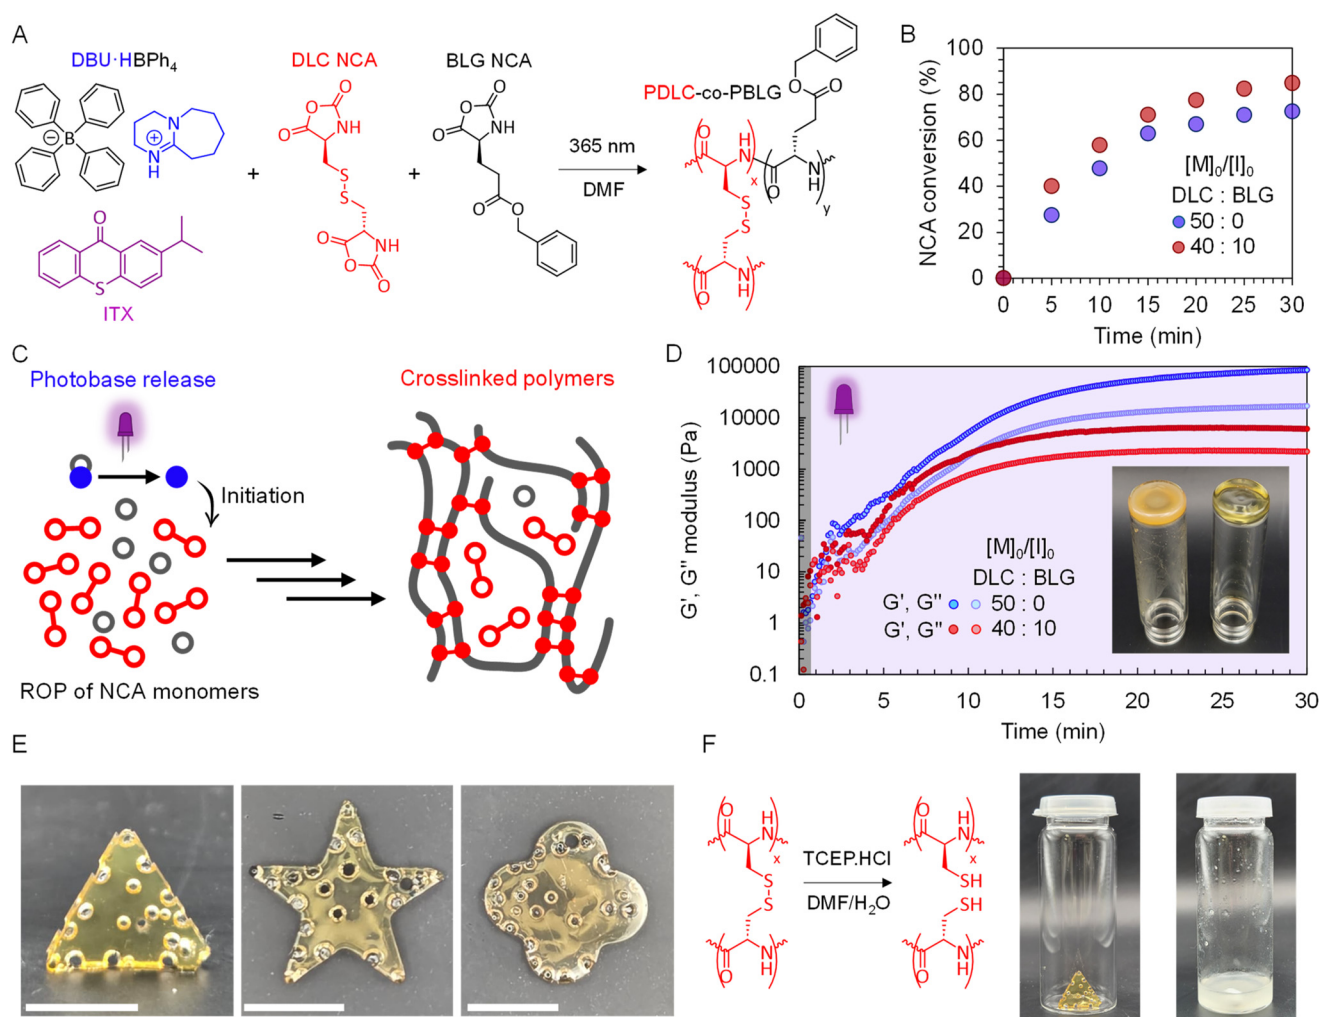 A
DBU·HBPh4
DLC NCA
BLG NCA
PDLC-co-PBLG
B
N
N
H
O
O
O
NH
S
S
O
O
NH
O
O
O
O
NH
O
O
+
+
365 nm
DMF
O
N
H
x
S
S
O
N
H
O
O
O
N
H
y
O
S
ITX
B
NCA conversion (%)
100
80
60
40
20
0
[M]0/[I]0
DLC : BLG
50 : 0
40 : 10
0 5 10 15 20 25 30
Time (min)
C
Photobase release
Crosslinked polymers
Initiation
ROP of NCA monomers
D
G', G" modulus (Pa)
100000
10000
1000
100
10
1
0.1
[M]0/[I]0
DLC : BLG
G', G" 50 : 0
G', G" 40 : 10
0 5 10 15 20 25 30
Time (min)
E
F
O
N
H
x
S
S
O
N
H
TCEP.HCl
DMF/H2O
O
N
H
x
SH
SH
O
N
H